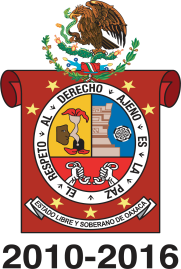 EL RESPETO AL DERECHO AJENO ES LA PAZ
ESTADO LIBRE Y SOBERANO DE OAXACA
2010-2016